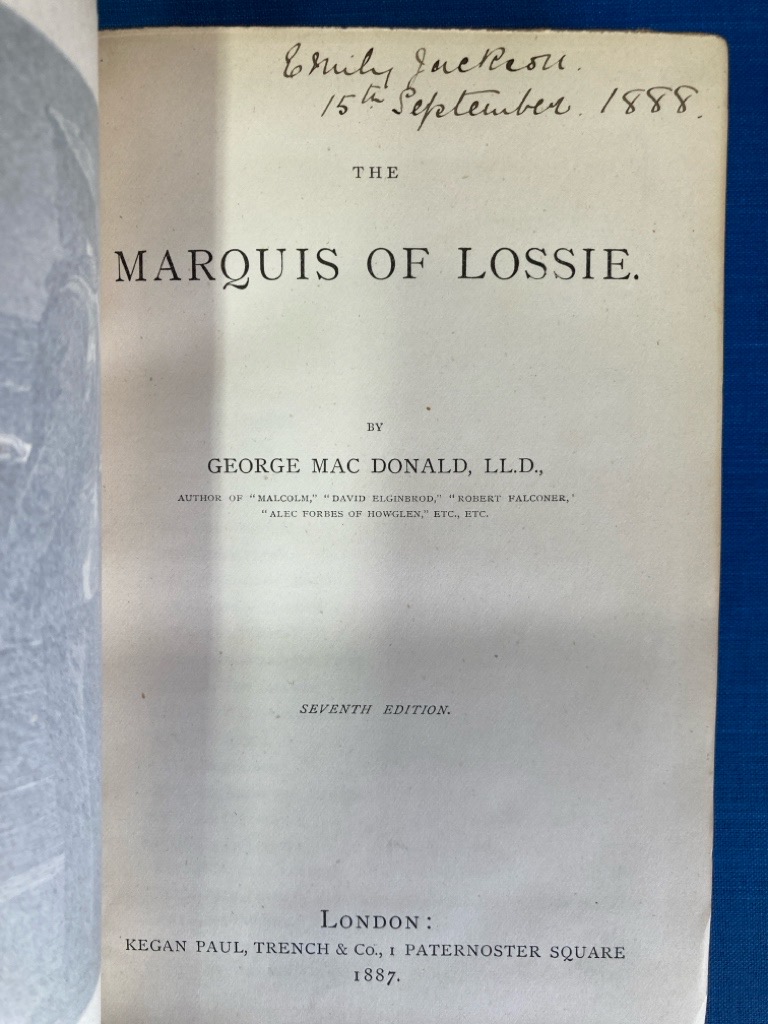 Emily Jackson.
15th September. 1888.
THE
MARQUIS OF LOSSIE.
BY
GEORGE MAC DONALD, LL.D.,
AUTHOR OF "MALCOLM," "DAVID ELGINBROD," "ROBERT FALCONER,'
"ALEC FORBES OF HOWGLEN," ETC., ETC.
SEVENTH EDITION.
LONDON:
KEGAN PAUL, TRENCH & Co., 1 PATERNOSTER SQUARE
1887.